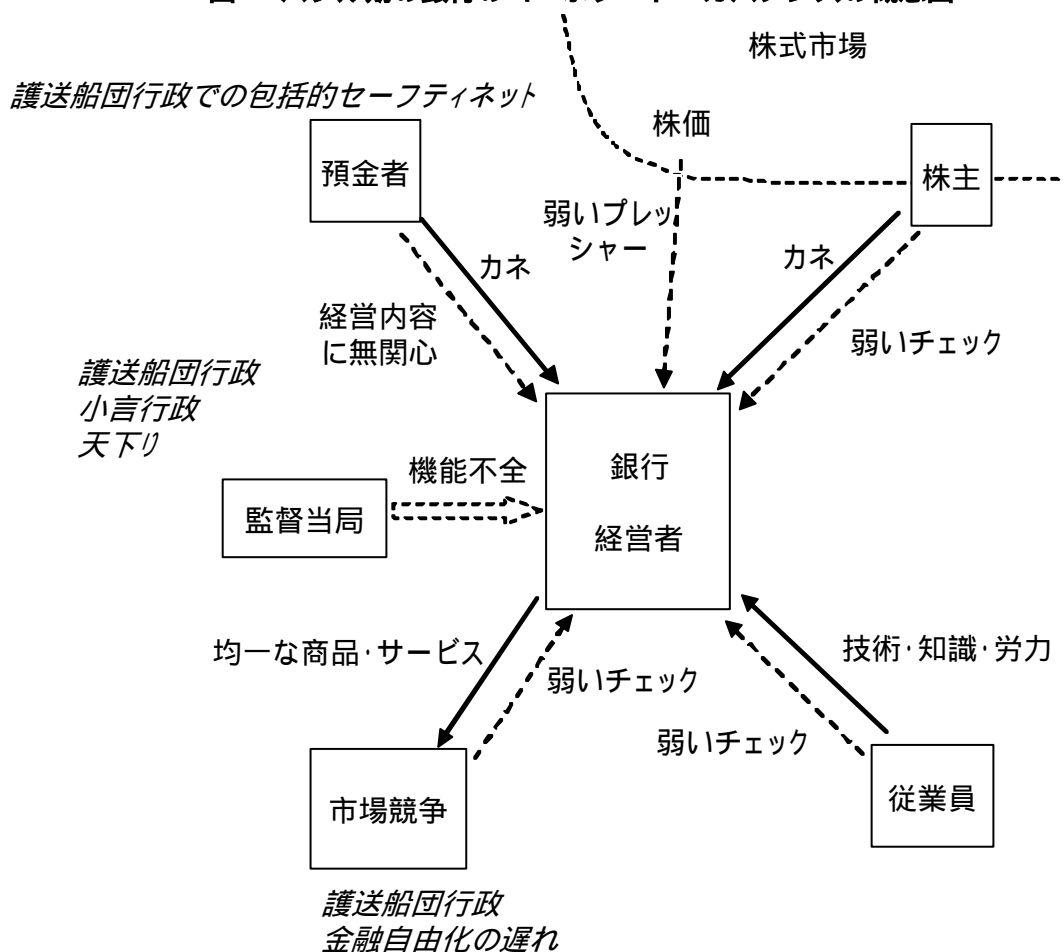 株式市場
護送船団行政での包括的セーフティネット
株価
預金者
株主
弱いプレッ
シャー
カネ
カネ
経営内容
に無関心
弱いチェック
護送船団行政
小言行政
天下り
機能不全
監督当局
銀行
経営者
均一な商品・サービス
弱いチェック
技術・知識・労力
弱いチェック
市場競争
従業員
護送船団行政
金融自由化の遅れ